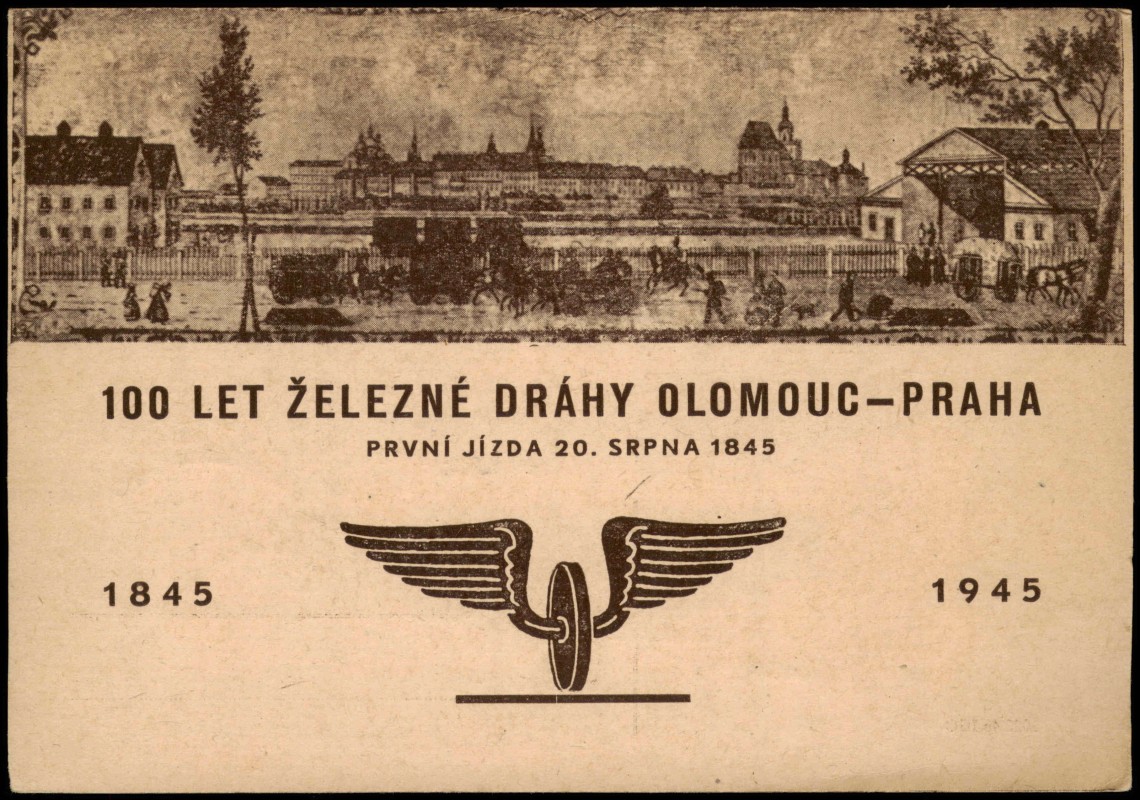 100 LET ŽELEZNÉ DRÁHY OLOMOUC–PRAHA
PRVNÍ JÍZDA 20. SRPNA 1845
1845
1945